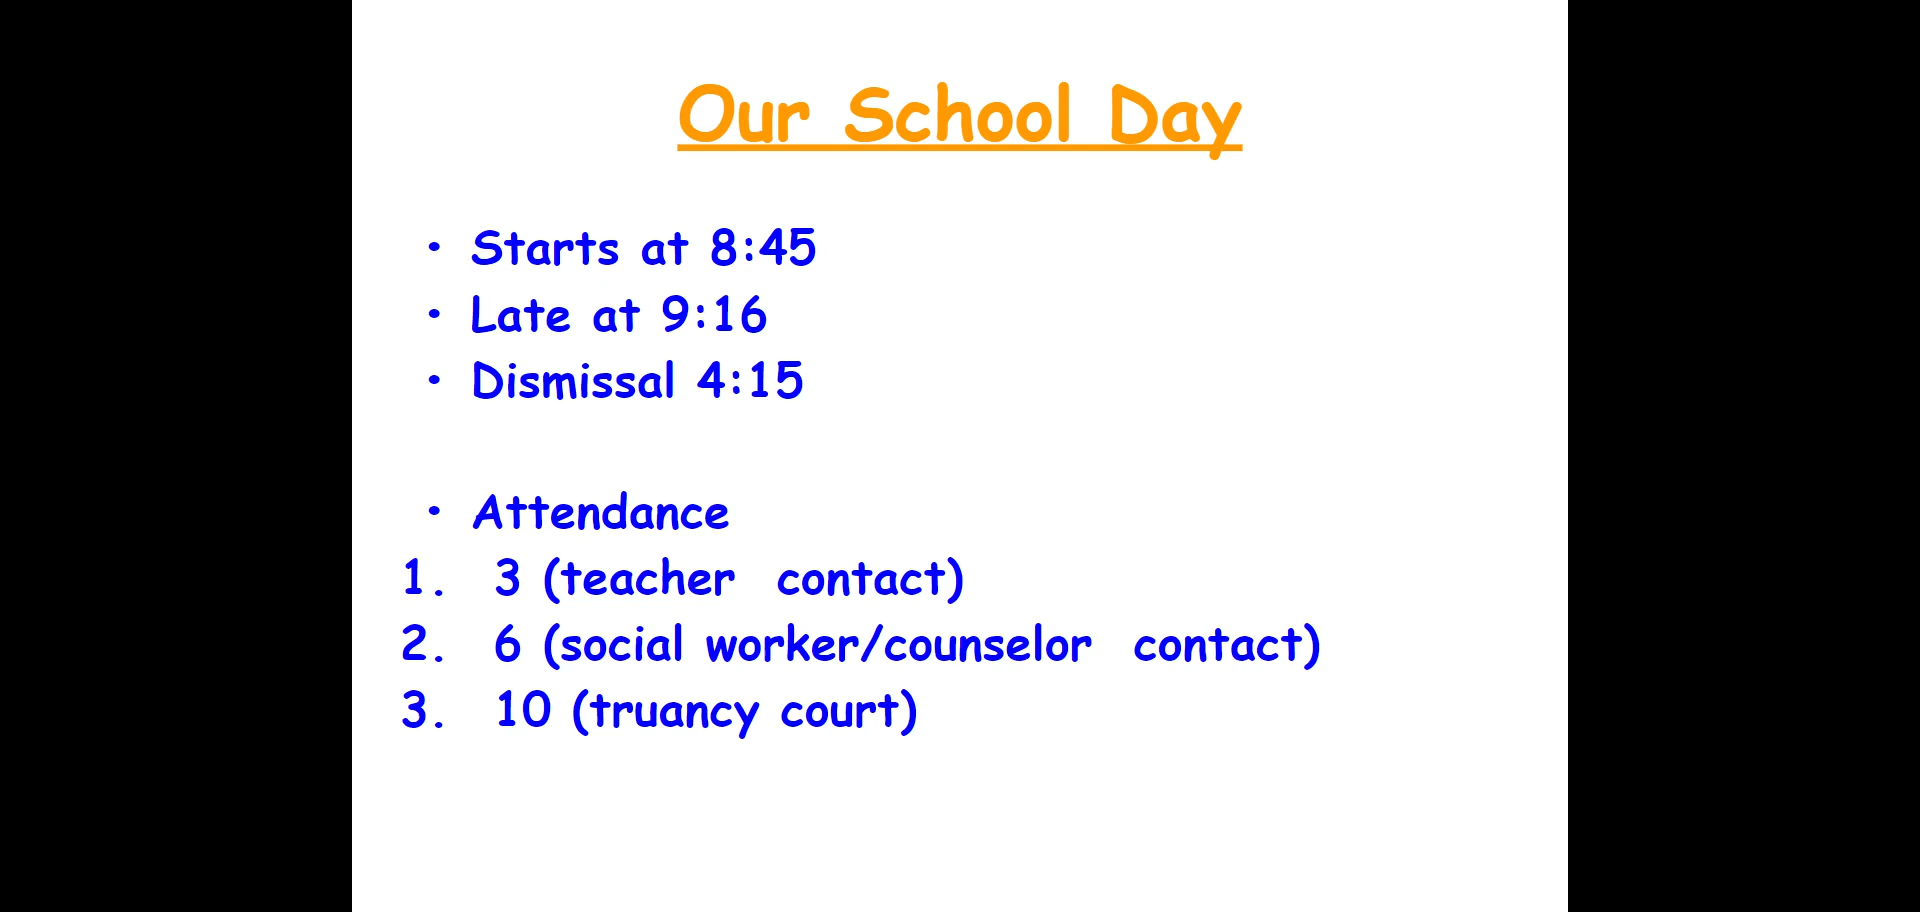 Our School Day
• Starts at 8:45
• Late at 9:16
• Dismissal 4:15
• Attendance
1. 3 (teacher contact)
2. 6 (social worker/counselor contact)
3. 10 (truancy court)